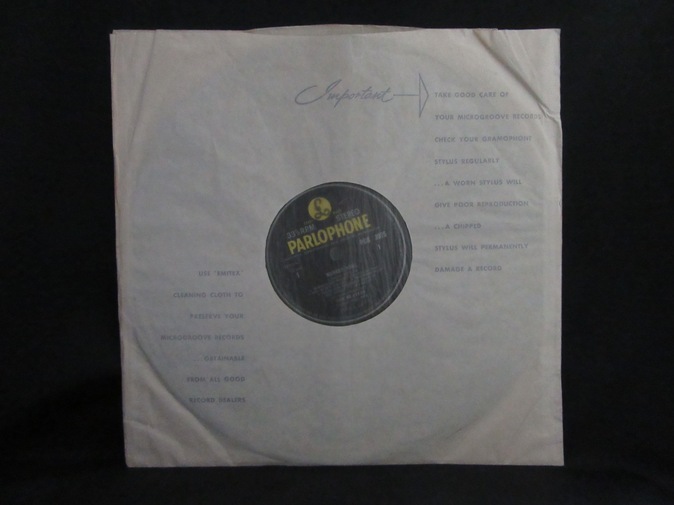 Important
TAKE GOOD CARE OF
YOUR MICROGROOVE RECORDS
CHECK YOUR GRAMOPHONE
STYLUS REGULARLY
...A WORN STYLUS WILL
GIVE POOR REPRODUCTION
...A CHIPPED
STYLUS WILL PERMANENTLY
DAMAGE A RECORD
33⅓ RPM
STEREO
PARLOPHONE
USE "EMITEX"
CLEANING CLOTH TO
PRESERVE YOUR
MICROGROOVE RECORDS
...OBTAINABLE
FROM ALL GOOD
RECORD DEALERS